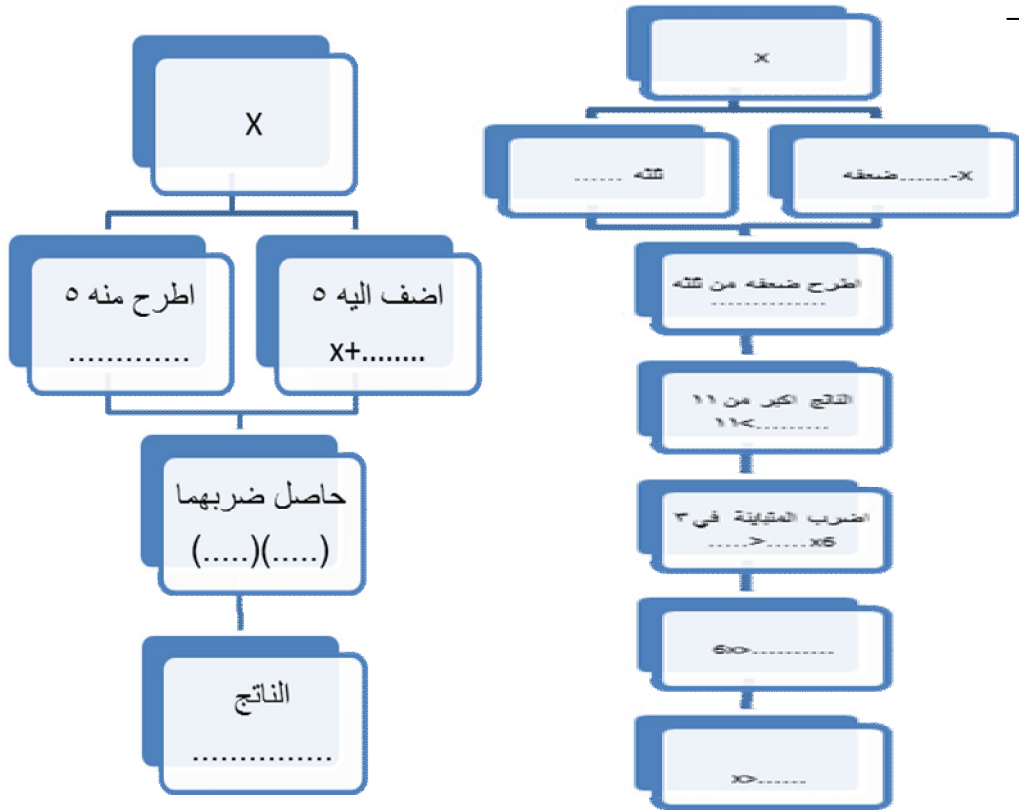 x
ضعفه.......-x
ثلثه ......
اطرح ضعفه من ثلثه
..............
الناتج اكبر من ١١
١١<.........
اضرب المتباينة في ٣
.....>......x6
6x>..........
x>......
X
اضف اليه ٥
x+........
اطرح منه ٥
.............
حاصل ضربهما
(.....)(.....)
الناتج
...............